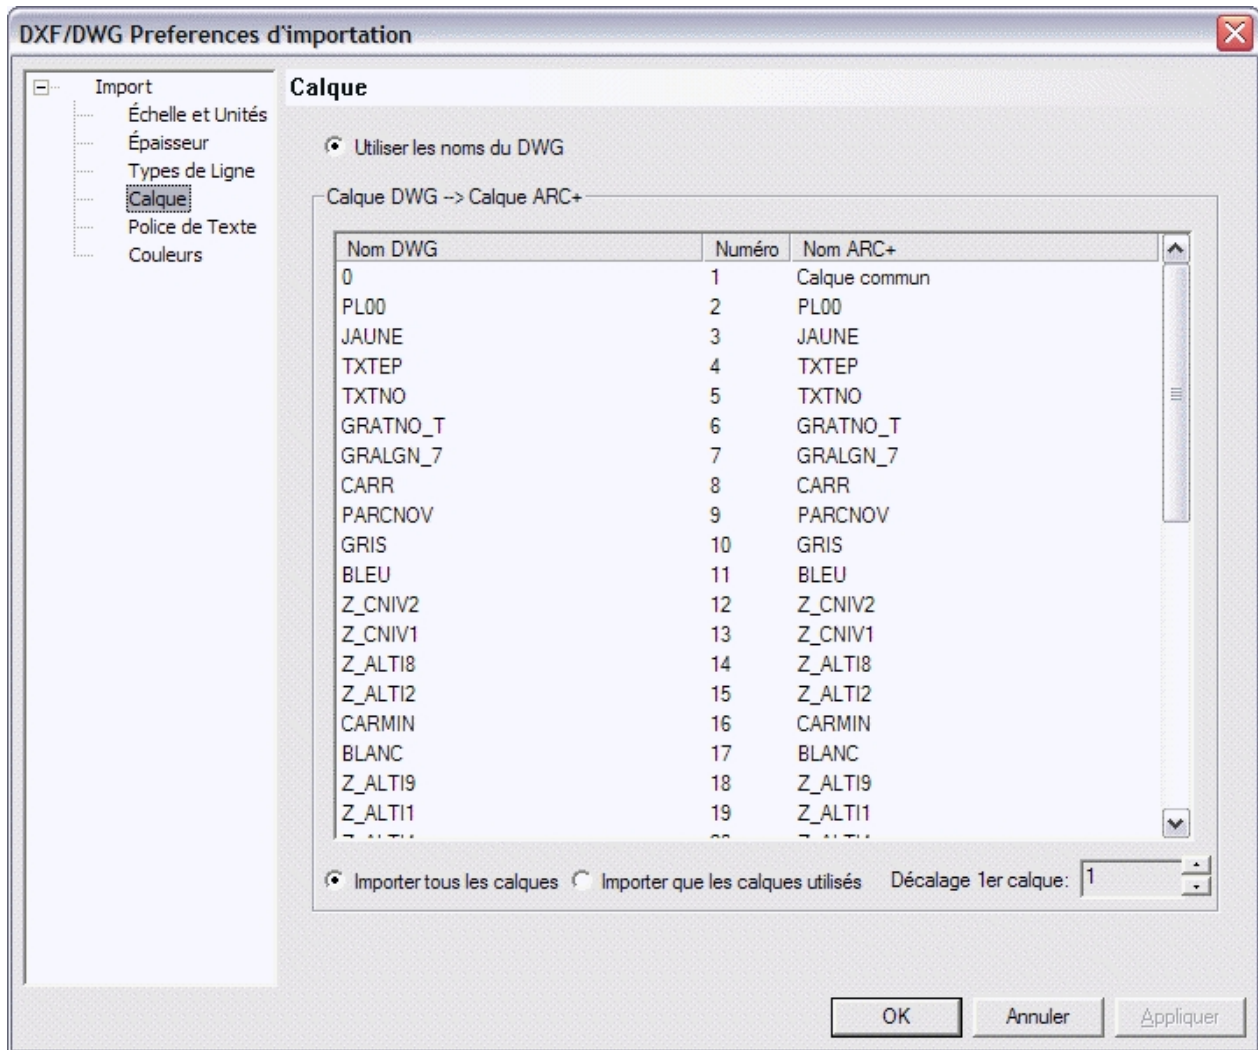 DXF/DWG Preferences d'importation
Import
Échelle et Unités
Épaisseur
Types de Ligne
Calque
Police de Texte
Couleurs
Calque
Utiliser les noms du DWG
Calque DWG --> Calque ARC+
Nom DWG Numéro Nom ARC+
0 1 Calque commun
PL00 2 PL00
JAUNE 3 JAUNE
TXTEP 4 TXTEP
TXTNO 5 TXTNO
GRATNO_T 6 GRATNO_T
GRALGN_7 7 GRALGN_7
CARR 8 CARR
PARCNOV 9 PARCNOV
GRIS 10 GRIS
BLEU 11 BLEU
Z_CNIV2 12 Z_CNIV2
Z_CNIV1 13 Z_CNIV1
Z_ALTI8 14 Z_ALTI8
Z_ALTI2 15 Z_ALTI2
CARMIN 16 CARMIN
BLANC 17 BLANC
Z_ALTI9 18 Z_ALTI9
Z_ALTI1 19 Z_ALTI1
Importer tous les calques Importer que les calques utilisés Décalage 1er calque: 1
OK Annuler Appliquer